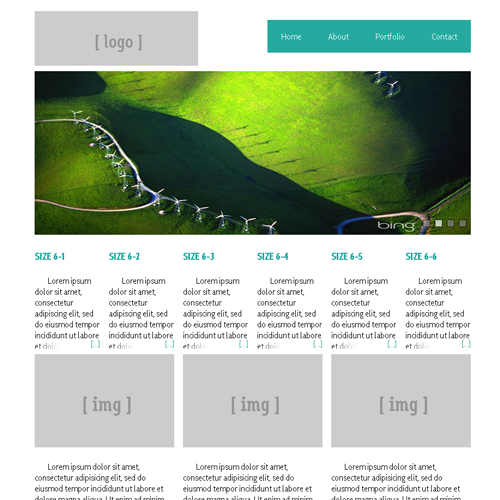 [ logo ]
Home About Portfolio Contact
bing
SIZE 6-1 SIZE 6-2 SIZE 6-3 SIZE 6-4 SIZE 6-5 SIZE 6-6
Lorem ipsum
dolor sit amet,
consectetur
adipiscing elit, sed
do eiusmod tempor
incididunt ut labore
et dolo [...]
Lorem ipsum
dolor sit amet,
consectetur
adipiscing elit, sed
do eiusmod tempor
incididunt ut labore
et dolo [...]
Lorem ipsum
dolor sit amet,
consectetur
adipiscing elit, sed
do eiusmod tempor
incididunt ut labore
et dolo [...]
Lorem ipsum
dolor sit amet,
consectetur
adipiscing elit, sed
do eiusmod tempor
incididunt ut labore
et dolo [...]
Lorem ipsum
dolor sit amet,
consectetur
adipiscing elit, sed
do eiusmod tempor
incididunt ut labore
et dolo [...]
Lorem ipsum
dolor sit amet,
consectetur
adipiscing elit, sed
do eiusmod tempor
incididunt ut labore
et dolo [...]
[ img ] [ img ] [ img ]
Lorem ipsum dolor sit amet,
consectetur adipiscing elit, sed do
eiusmod tempor incididunt ut labore et
dolore magna aliqua. Ut enim ad minim
Lorem ipsum dolor sit amet,
consectetur adipiscing elit, sed do
eiusmod tempor incididunt ut labore et
dolore magna aliqua. Ut enim ad minim
Lorem ipsum dolor sit amet,
consectetur adipiscing elit, sed do
eiusmod tempor incididunt ut labore et
dolore magna aliqua. Ut enim ad minim